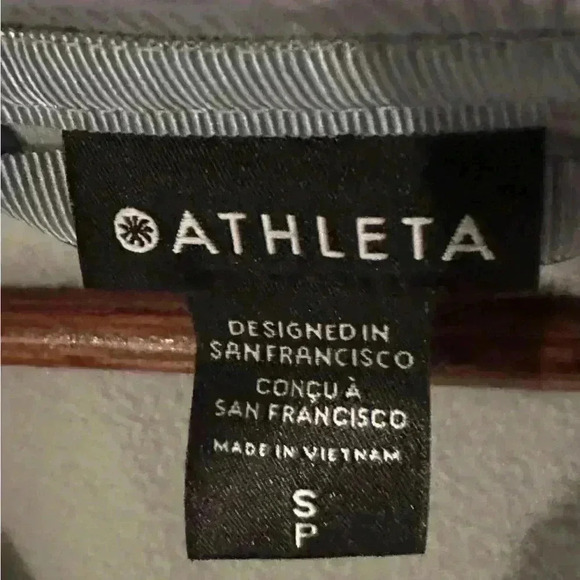 ATHLETA
DESIGNED IN
SAN FRANCISCO
CONÇU À
SAN FRANCISCO
MADE IN VIETNAM
S
P